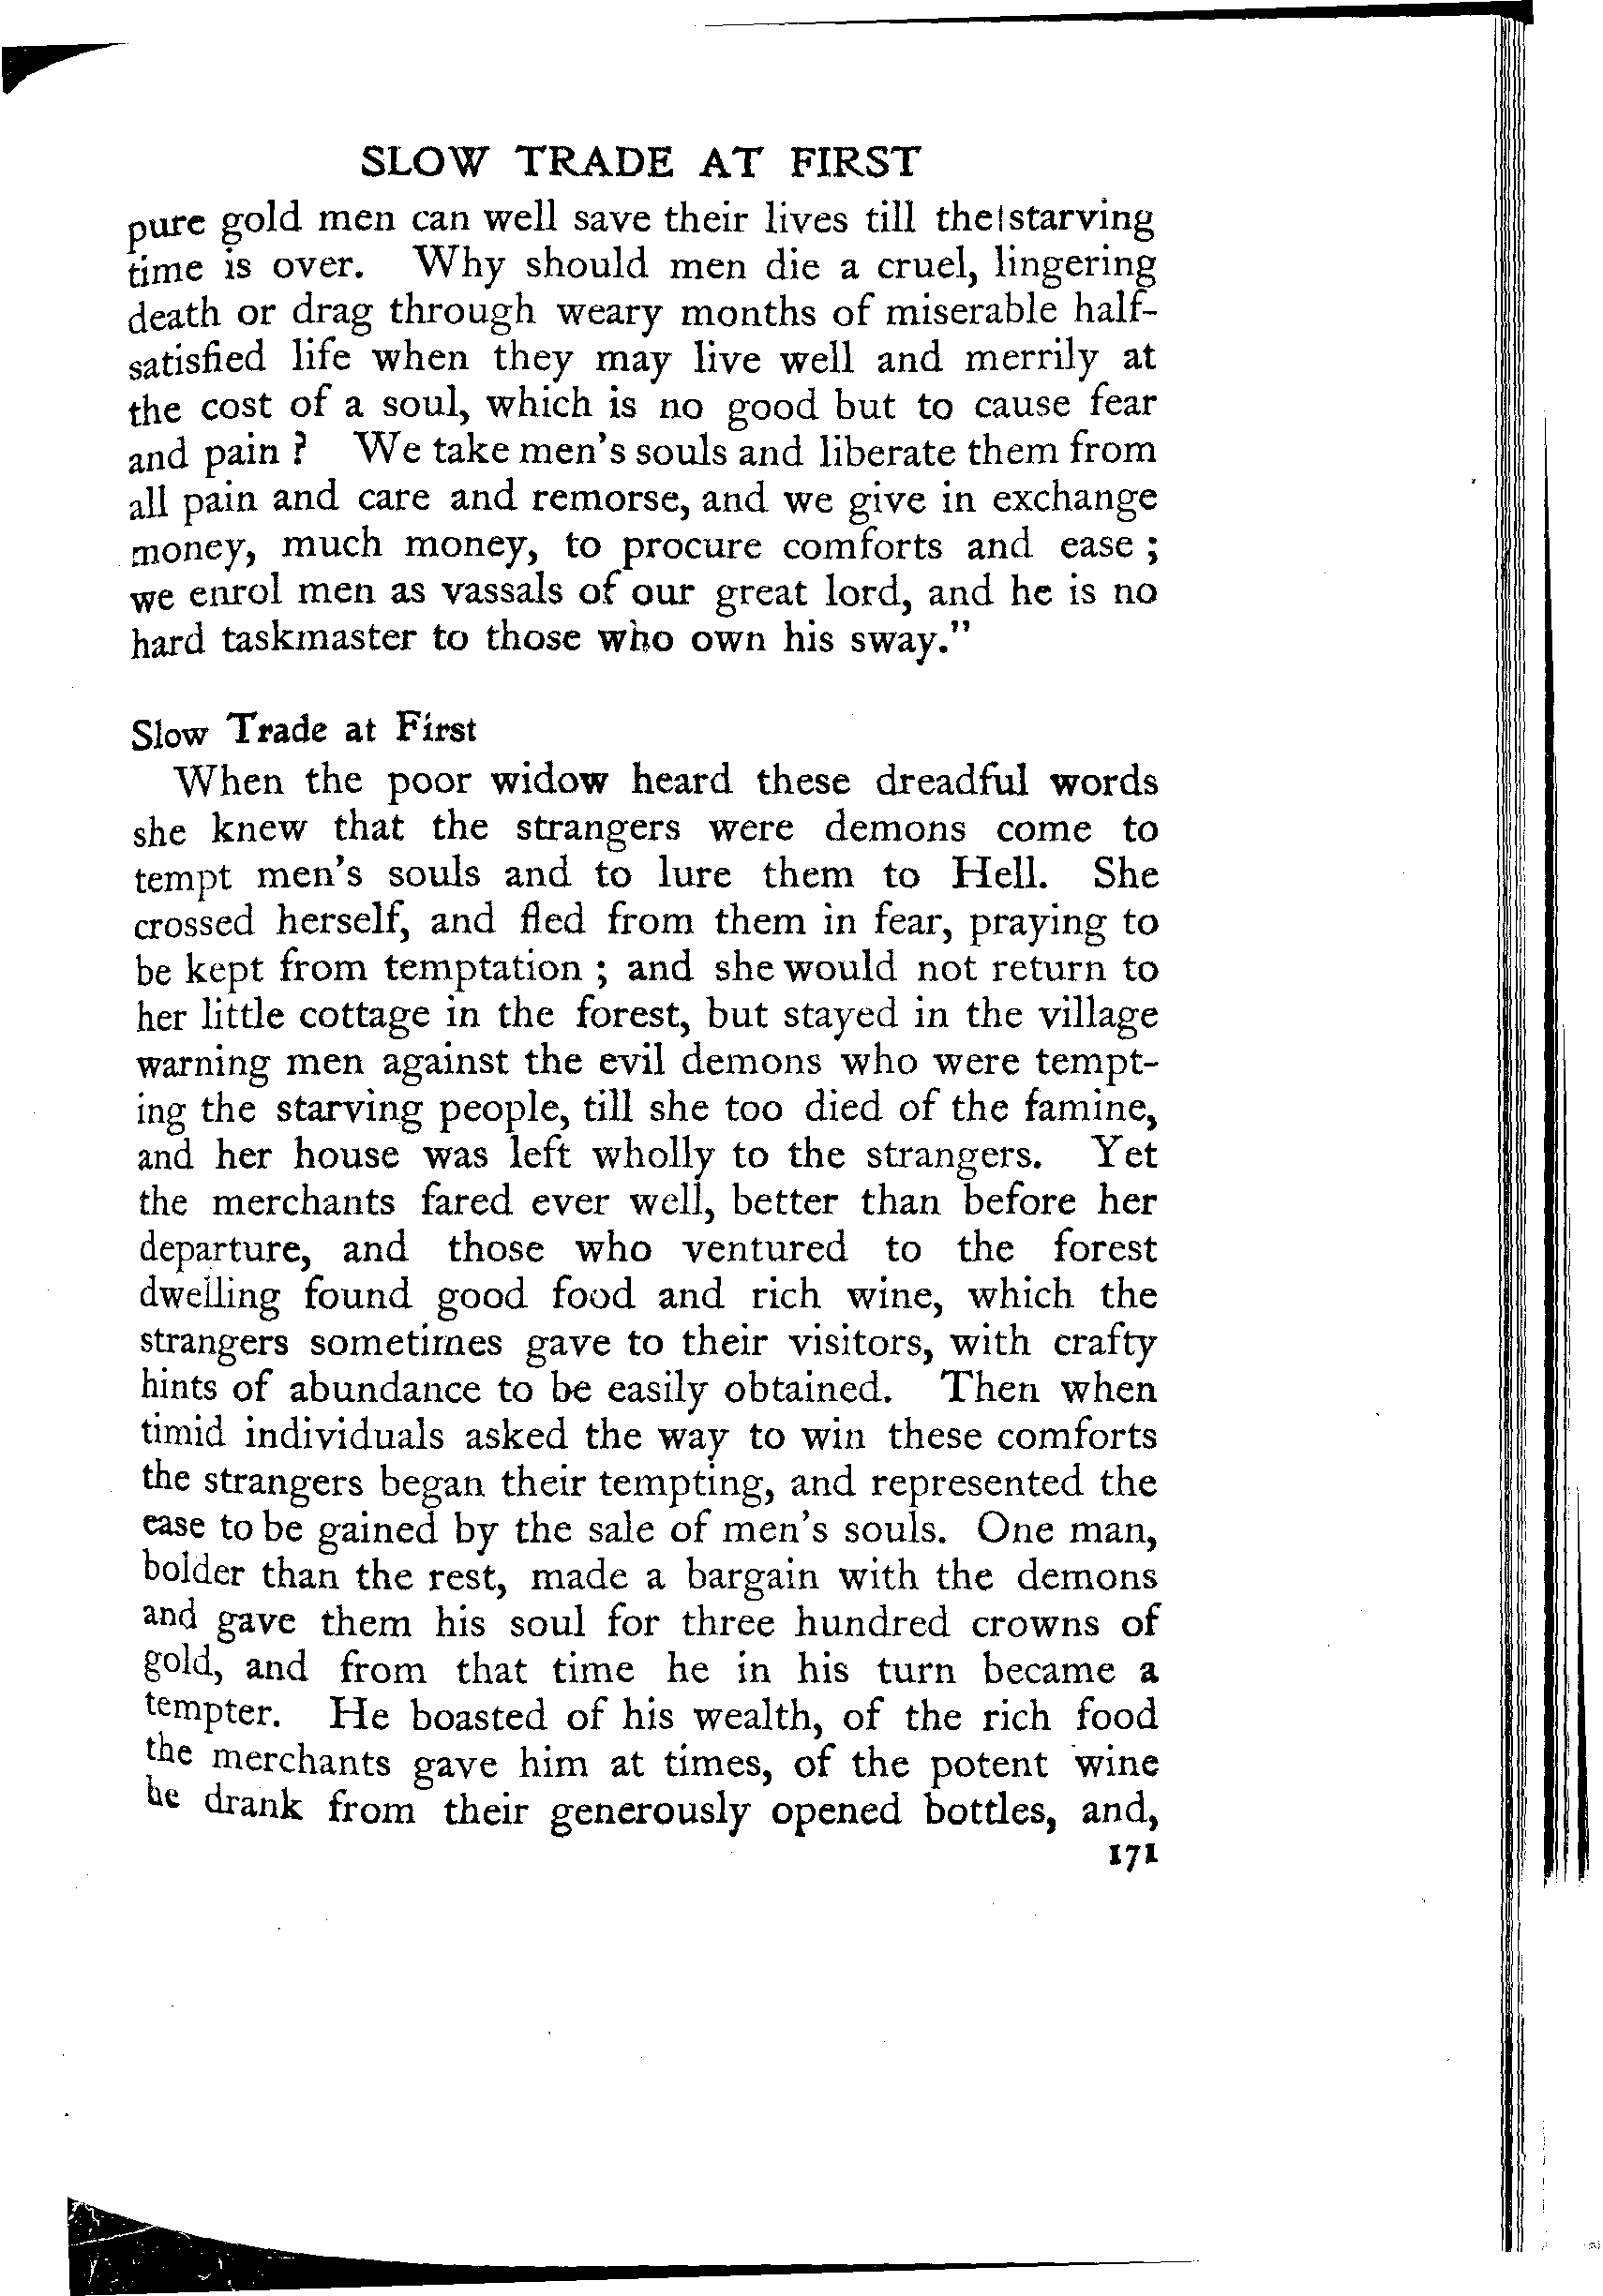 SLOW TRADE AT FIRST
pure gold men can well save their lives till the starving
time is over. Why should men die a cruel, lingering
death or drag through weary months of miserable half-
satisfied life when they may live well and merrily at
the cost of a soul, which is no good but to cause fear
and pain ? We take men's souls and liberate them from
all pain and care and remorse, and we give in exchange
money, much money, to procure comforts and ease ;
we enrol men as vassals of our great lord, and he is no
hard taskmaster to those who own his sway."
Slow Trade at First
When the poor widow heard these dreadful words
she knew that the strangers were demons come to
tempt men's souls and to lure them to Hell. She
crossed herself, and fled from them in fear, praying to
be kept from temptation ; and she would not return to
her little cottage in the forest, but stayed in the village
warning men against the evil demons who were tempt-
ing the starving people, till she too died of the famine,
and her house was left wholly to the strangers. Yet
the merchants fared ever well, better than before her
departure, and those who ventured to the forest
dwelling found good food and rich wine, which the
strangers sometimes gave to their visitors, with crafty
hints of abundance to be easily obtained. Then when
timid individuals asked the way to win these comforts
the strangers began their tempting, and represented the
ease to be gained by the sale of men's souls. One man,
bolder than the rest, made a bargain with the demons
and gave them his soul for three hundred crowns of
gold, and from that time he in his turn became a
tempter. He boasted of his wealth, of the rich food
the merchants gave him at times, of the potent wine
he drank from their generously opened bottles, and,
171